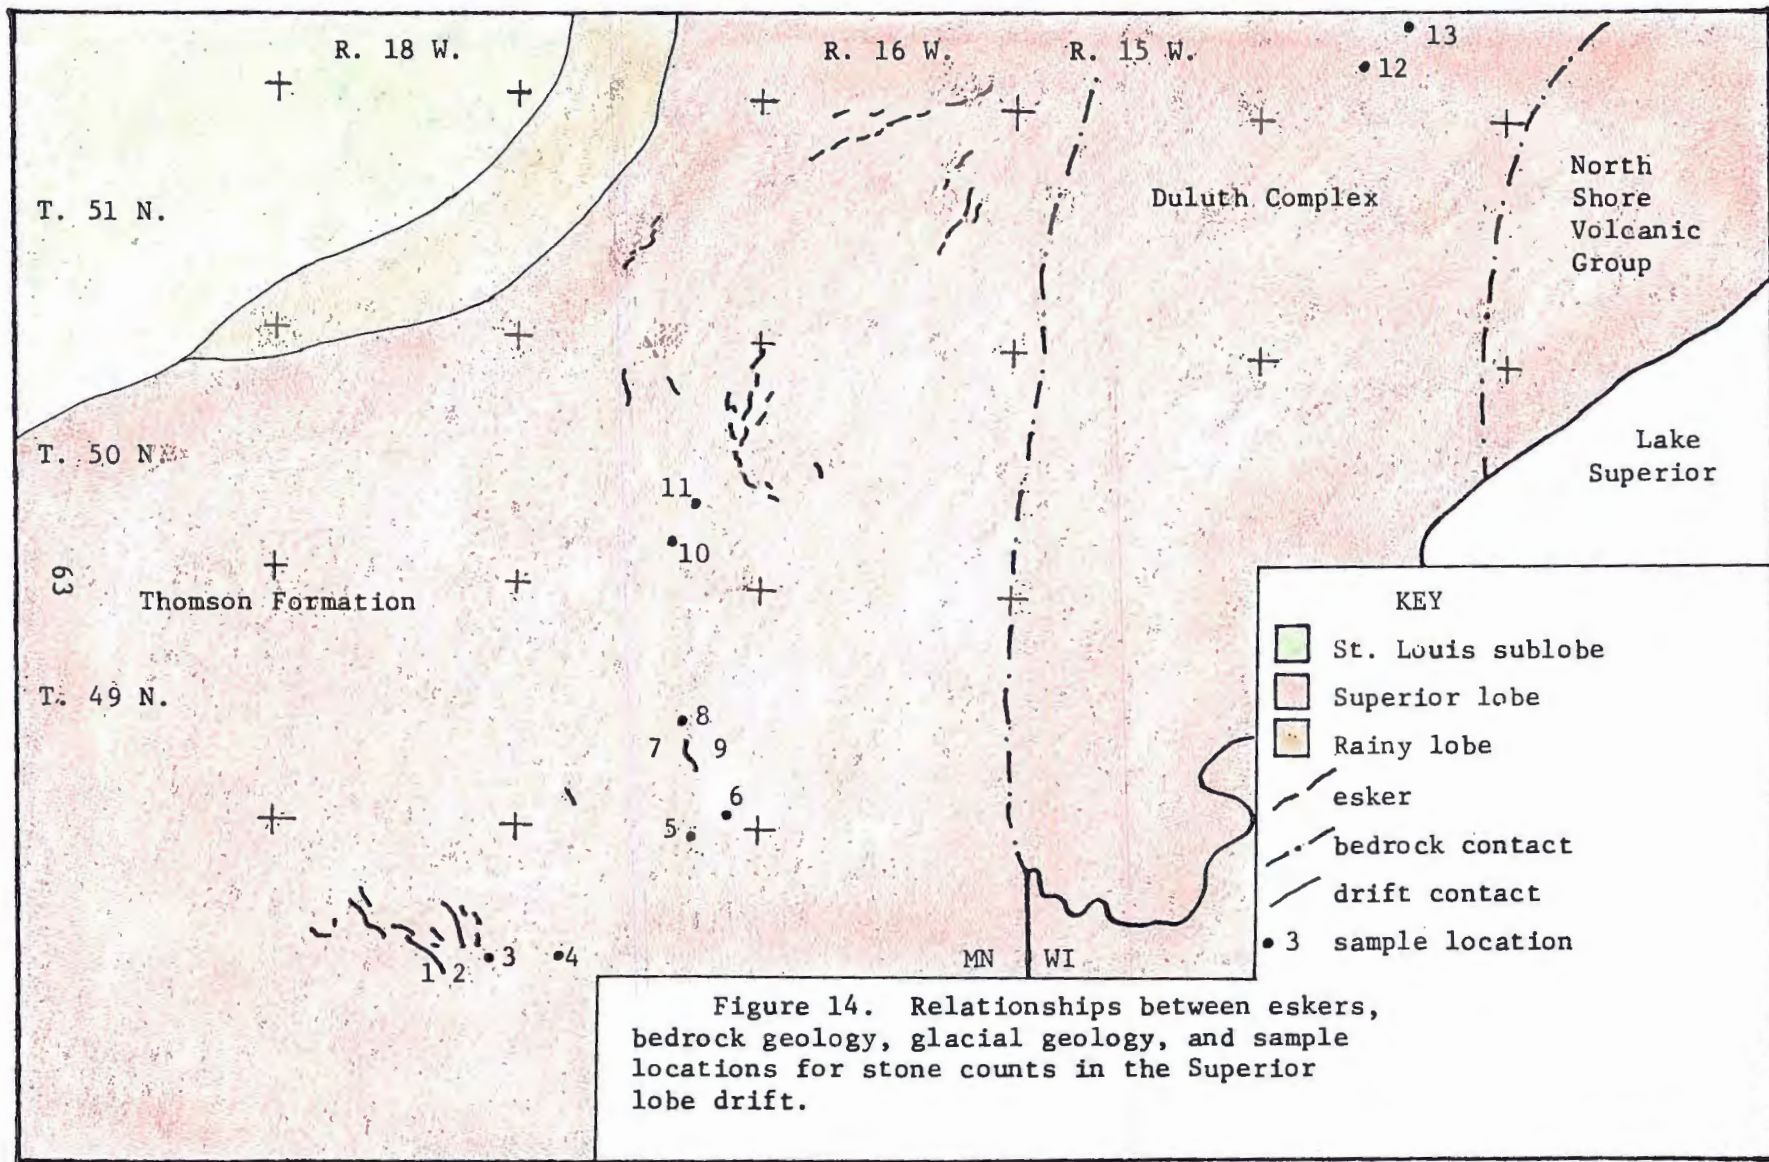 R. 18 W.
R. 16 W.
R. 15 W.
13
12
T. 51 N.
Duluth Complex
North
Shore
Volcanic
Group
T. 50 N.
Lake
Superior
11
10
63
Thomson Formation
T. 49 N.
8
7
9
6
5
1
2
3
4
MN
WI
KEY
St. Louis sublobe
Superior lobe
Rainy lobe
esker
bedrock contact
drift contact
3 sample location
Figure 14. Relationships between eskers,
bedrock geology, glacial geology, and sample
locations for stone counts in the Superior
lobe drift.